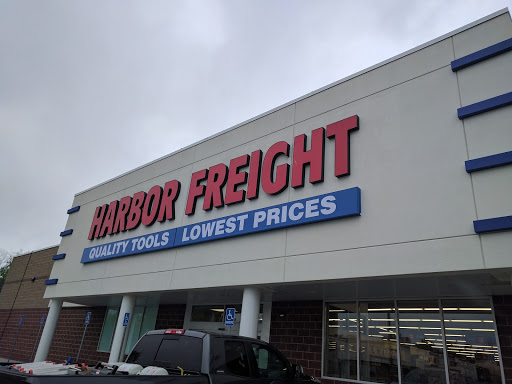 HARBOR FREIGHT
QUALITY TOOLS LOWEST PRICES